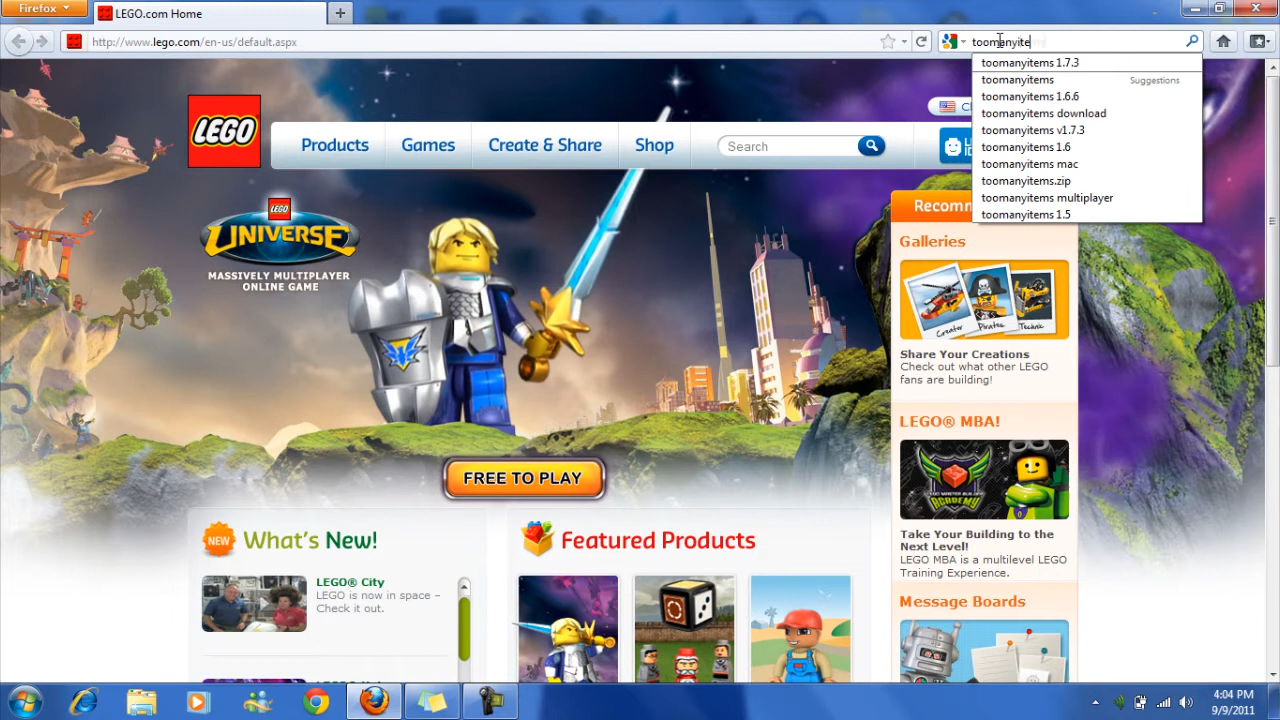 Firefox
LEGO.com Home
http://www.lego.com/en-us/default.aspx
toomanyite
toomanyitems 1.7.3
toomanyitems
Suggestions
toomanyitems 1.6.6
toomanyitems download
toomanyitems v1.7.3
toomanyitems 1.6
toomanyitems mac
toomanyitems.zip
toomanyitems multiplayer
toomanyitems 1.5
LEGO
Products
Games
Create & Share
Shop
Search
LEGO
UNIVERSE
MASSIVELY MULTIPLAYER
ONLINE GAME
FREE TO PLAY
Recomm
Galleries
Creator
Pirates
Technic
Share Your Creations
Check out what other LEGO
fans are building!
LEGO® MBA!
Take Your Building to the
Next Level!
LEGO MBA is a multilevel LEGO
Training Experience.
Message Boards
NEW
What's New!
LEGO® City
LEGO is now in space –
Check it out.
Featured Products
4:04 PM
9/9/2011